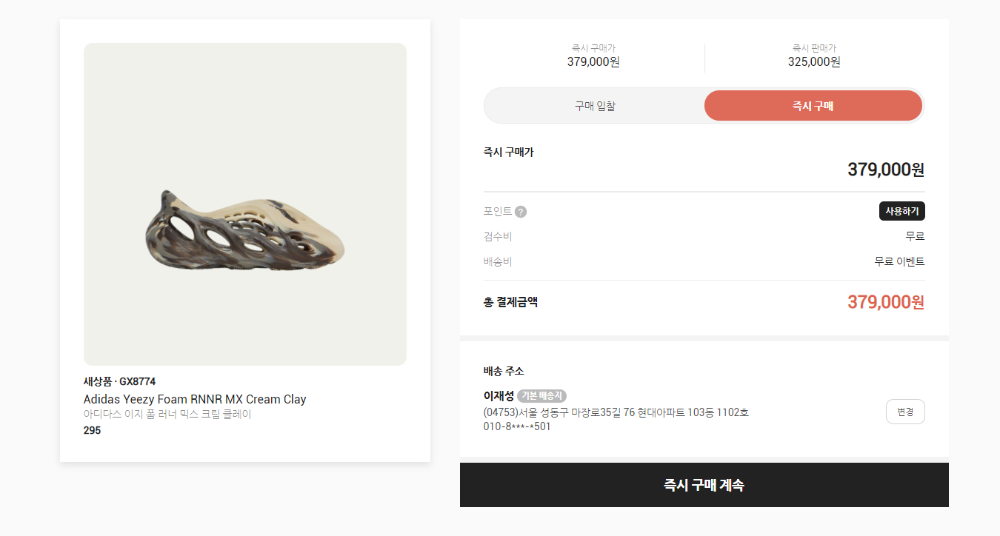 새상품 · GX8774
Adidas Yeezy Foam RNNR MX Cream Clay
아디다스 이지 폼 러너 믹스 크림 클레이
295
즉시 구매가
379,000원
즉시 판매가
325,000원
구매 입찰
즉시 구매
즉시 구매가
379,000원
포인트 ?
사용하기
검수비
무료
배송비
무료 이벤트
총 결제금액
379,000원
배송 주소
이재성 기본 배송지
(04753)서울 성동구 마장로35길 76 현대아파트 103동 1102호
010-8***-*501
변경
즉시 구매 계속